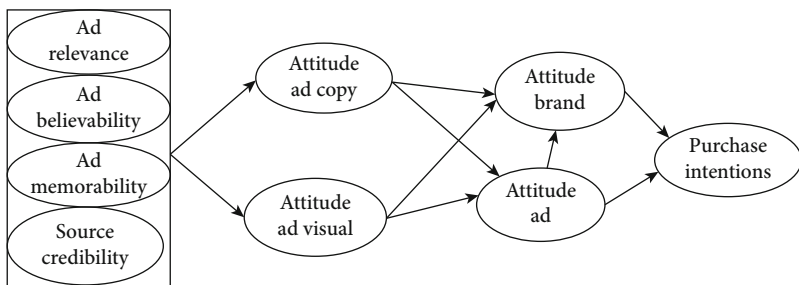 Ad
relevance
Ad
believability
Ad
memorability
Source
credibility
Attitude
ad copy
Attitude
ad visual
Attitude
brand
Attitude
ad
Purchase
intentions